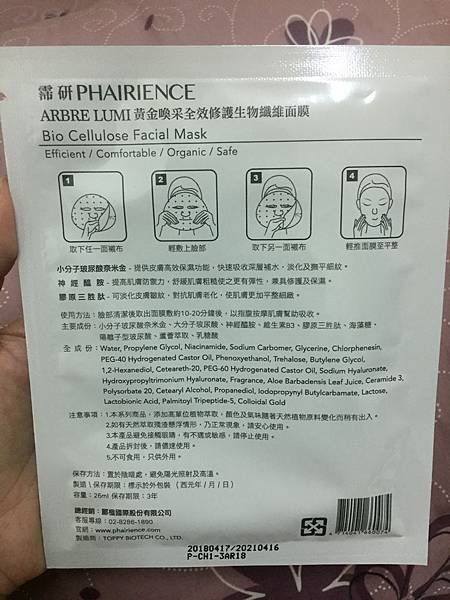 霈研 PHAIRIENCE
ARBRE LUMI 黃金喚采全效修護生物纖維面膜
Bio Cellulose Facial Mask
Efficient / Comfortable / Organic / Safe
1 2 3 4
取下任一面襯布 輕敷上臉部 取下另一面襯布 輕推面膜至平整
小分子玻尿酸奈米金 - 提供皮膚高效保濕功能，快速吸收深層補水，淡化及撫平細紋。
神經醯胺 - 提高肌膚防禦力，舒緩肌膚粗糙使之更有彈性，兼具修護及保濕。
膠原三胜肽 - 可淡化皮膚皺紋，對抗肌膚老化，使肌膚更加平整細緻。
使用方法：臉部清潔後取出面膜敷約10-20分鐘後，以指腹按摩肌膚幫助吸收。
主要成份：小分子玻尿酸奈米金、大分子玻尿酸、神經醯胺、維生素B3、膠原三胜肽、海藻糖、
陽離子型玻尿酸、蘆薈萃取、乳糖酸
全成份：Water, Propylene Glycol, Niacinamide, Sodium Carbomer, Glycerine, Chlorphenesin,
PEG-40 Hydrogenated Castor Oil, Phenoxyethanol, Trehalose, Butylene Glycol,
1,2-Hexanediol, Ceteareth-20, PEG-60 Hydrogenated Castor Oil, Sodium Hyaluronate,
Hydroxypropyltrimonium Hyaluronate, Fragrance, Aloe Barbadensis Leaf Juice, Ceramide 3,
Polysorbate 20, Cetearyl Alcohol, Propanediol, Iodopropynyl Butylcarbamate, Lactose,
Lactobionic Acid, Palmitoyl Tripeptide-5, Colloidal Gold
注意事項：1.本系列商品，添加高單位植物萃取，顏色及氣味隨著天然植物原料變化而稍有出入。
2.如有天然萃取殘渣懸浮情形，乃正常現象，請安心使用。
3.本產品避免接觸眼睛，有不適或敏感，請停止使用。
4.產品拆封後，請儘速使用。
5.不可食用，只供外用。
保存方法：置於陰暗處，避免陽光照射及高溫。
製造\保存期限：標示於外包裝（西元年/月/日）
容量：26ml 保存期限：3年
國際股份有限公司
客服專線：02-8286-1890
官網：www.phairience.com
製造商：TOPPY BIOTECH CO., LTD.
20180417/20210416
P-CH1-3AR18